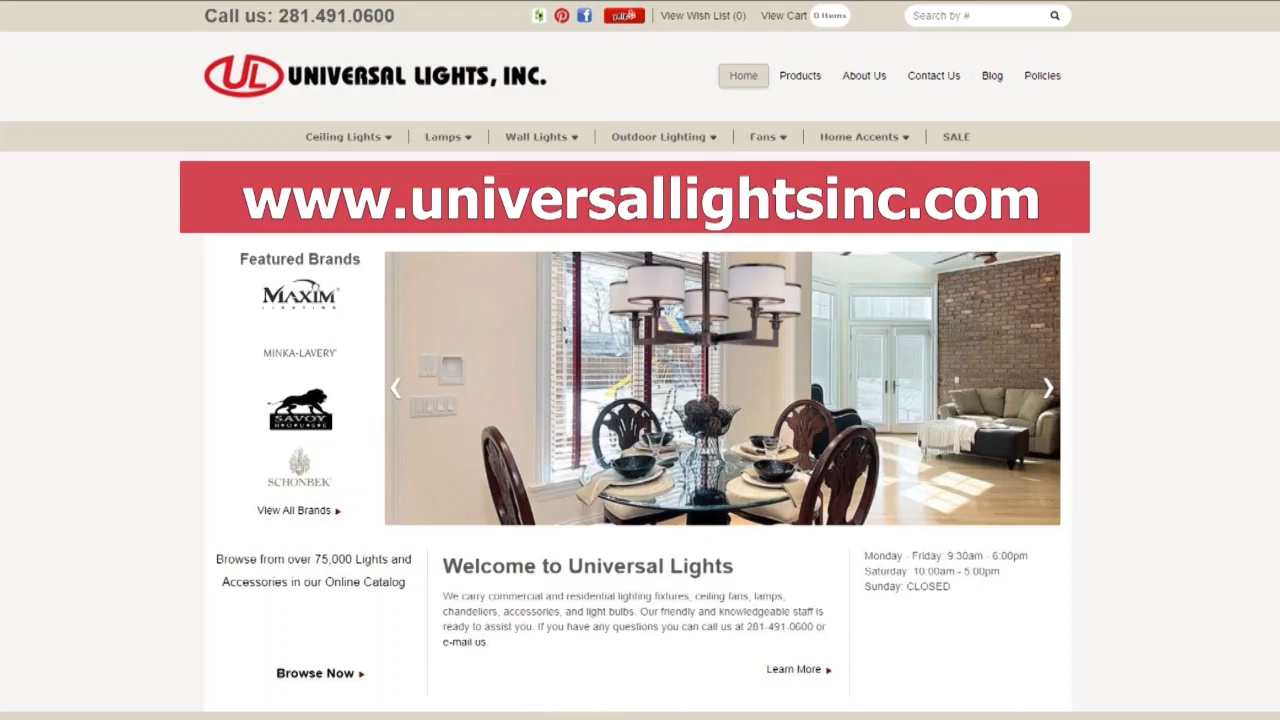 Call us: 281.491.0600
View Wish List (0)
View Cart
0 Items
Search by #
UL UNIVERSAL LIGHTS, INC.
Home
Products
About Us
Contact Us
Blog
Policies
Ceiling Lights
Lamps
Wall Lights
Outdoor Lighting
Fans
Home Accents
SALE
www.universallightsinc.com
Featured Brands
MAXIM
LIGHTING
MINKA-LAVERY
SAVOY
HOUSE
SCHONBEK
View All Brands
Browse from over 75,000 Lights and
Accessories in our Online Catalog
Browse Now
Welcome to Universal Lights
We carry commercial and residential lighting fixtures, ceiling fans, lamps,
chandeliers, accessories, and light bulbs. Our friendly and knowledgeable staff is
ready to assist you. If you have any questions you can call us at 281-491-0600 or
e-mail us.
Learn More
Monday - Friday: 9:30am - 6:00pm
Saturday: 10:00am - 5:00pm
Sunday: CLOSED